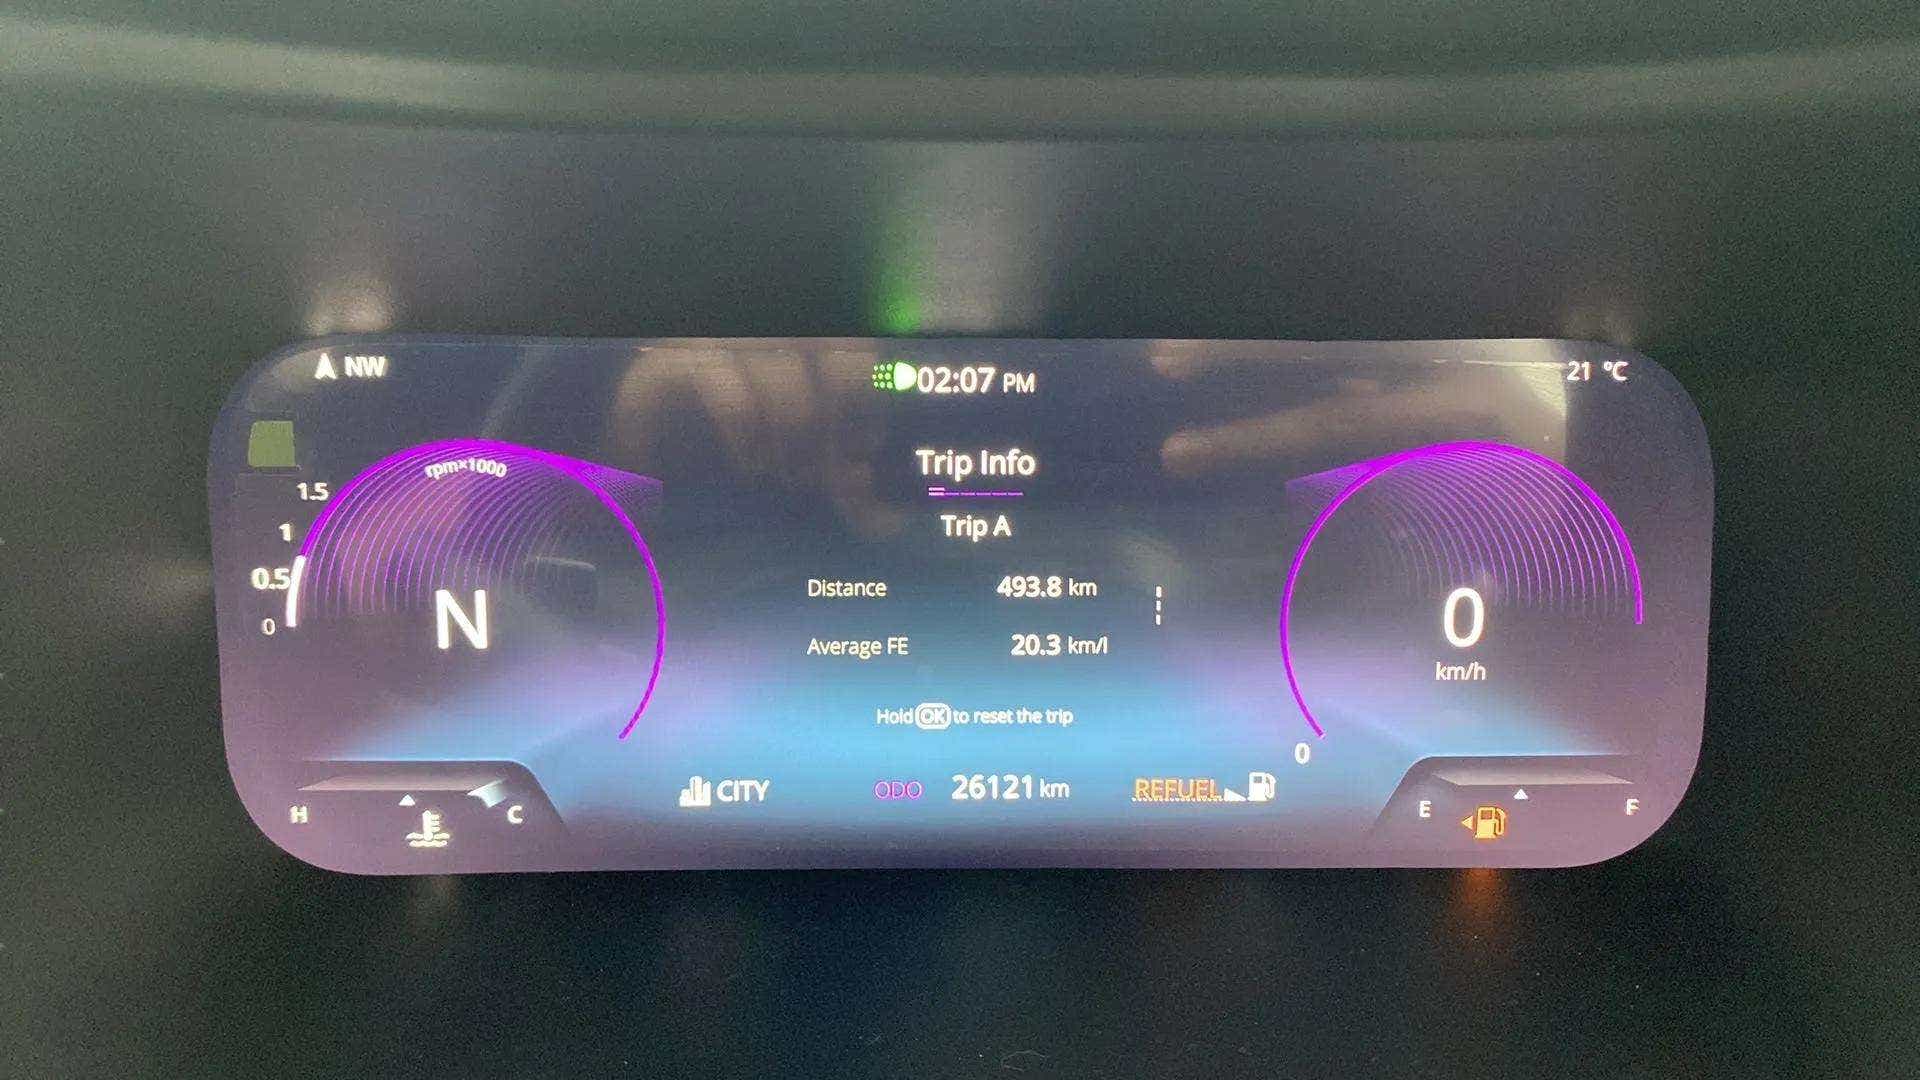 NW
02:07 PM
21 °C
rpm×1000
1.5
1
0.5
0
N
Trip Info
Trip A
Distance 493.8 km
Average FE 20.3 km/l
Hold OK to reset the trip
0
km/h
0
H C
CITY
ODO 26121 km
REFUEL
E F